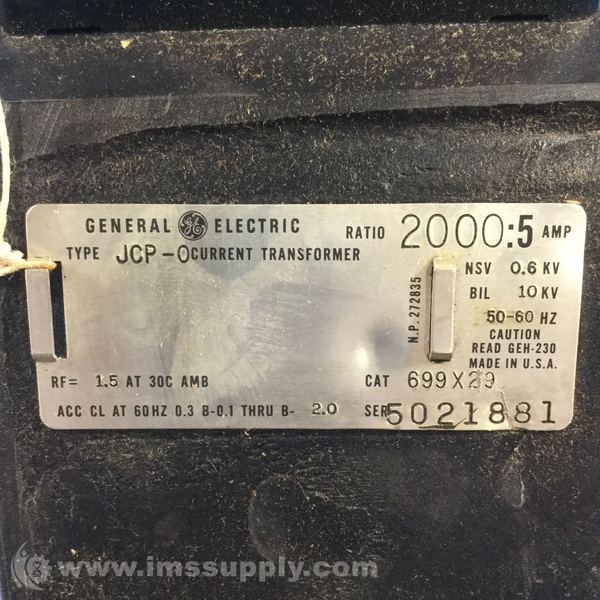 GENERAL GE ELECTRIC RATIO 2000:5 AMP
TYPE JCP-0 CURRENT TRANSFORMER
NSV 0.6 KV
BIL 10 KV
50-60 HZ
CAUTION
READ GEH-230
MADE IN U.S.A.
N.P. 272835
RF= 1.5 AT 30C AMB CAT 699X29
ACC CL AT 60HZ 0.3 B-0.1 THRU B- 2.0 SER 5021881
www.imssupply.com